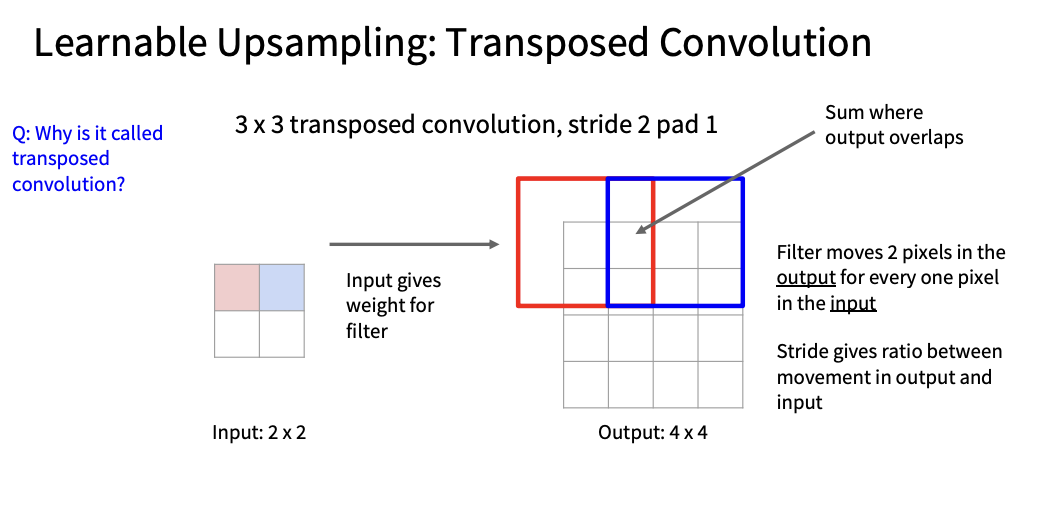 Learnable Upsampling: Transposed Convolution
Q: Why is it called
transposed
convolution?
3 x 3 transposed convolution, stride 2 pad 1
Sum where
output overlaps
Input gives
weight for
filter
Filter moves 2 pixels in the
output for every one pixel
in the input
Stride gives ratio between
movement in output and
input
Input: 2 x 2
Output: 4 x 4